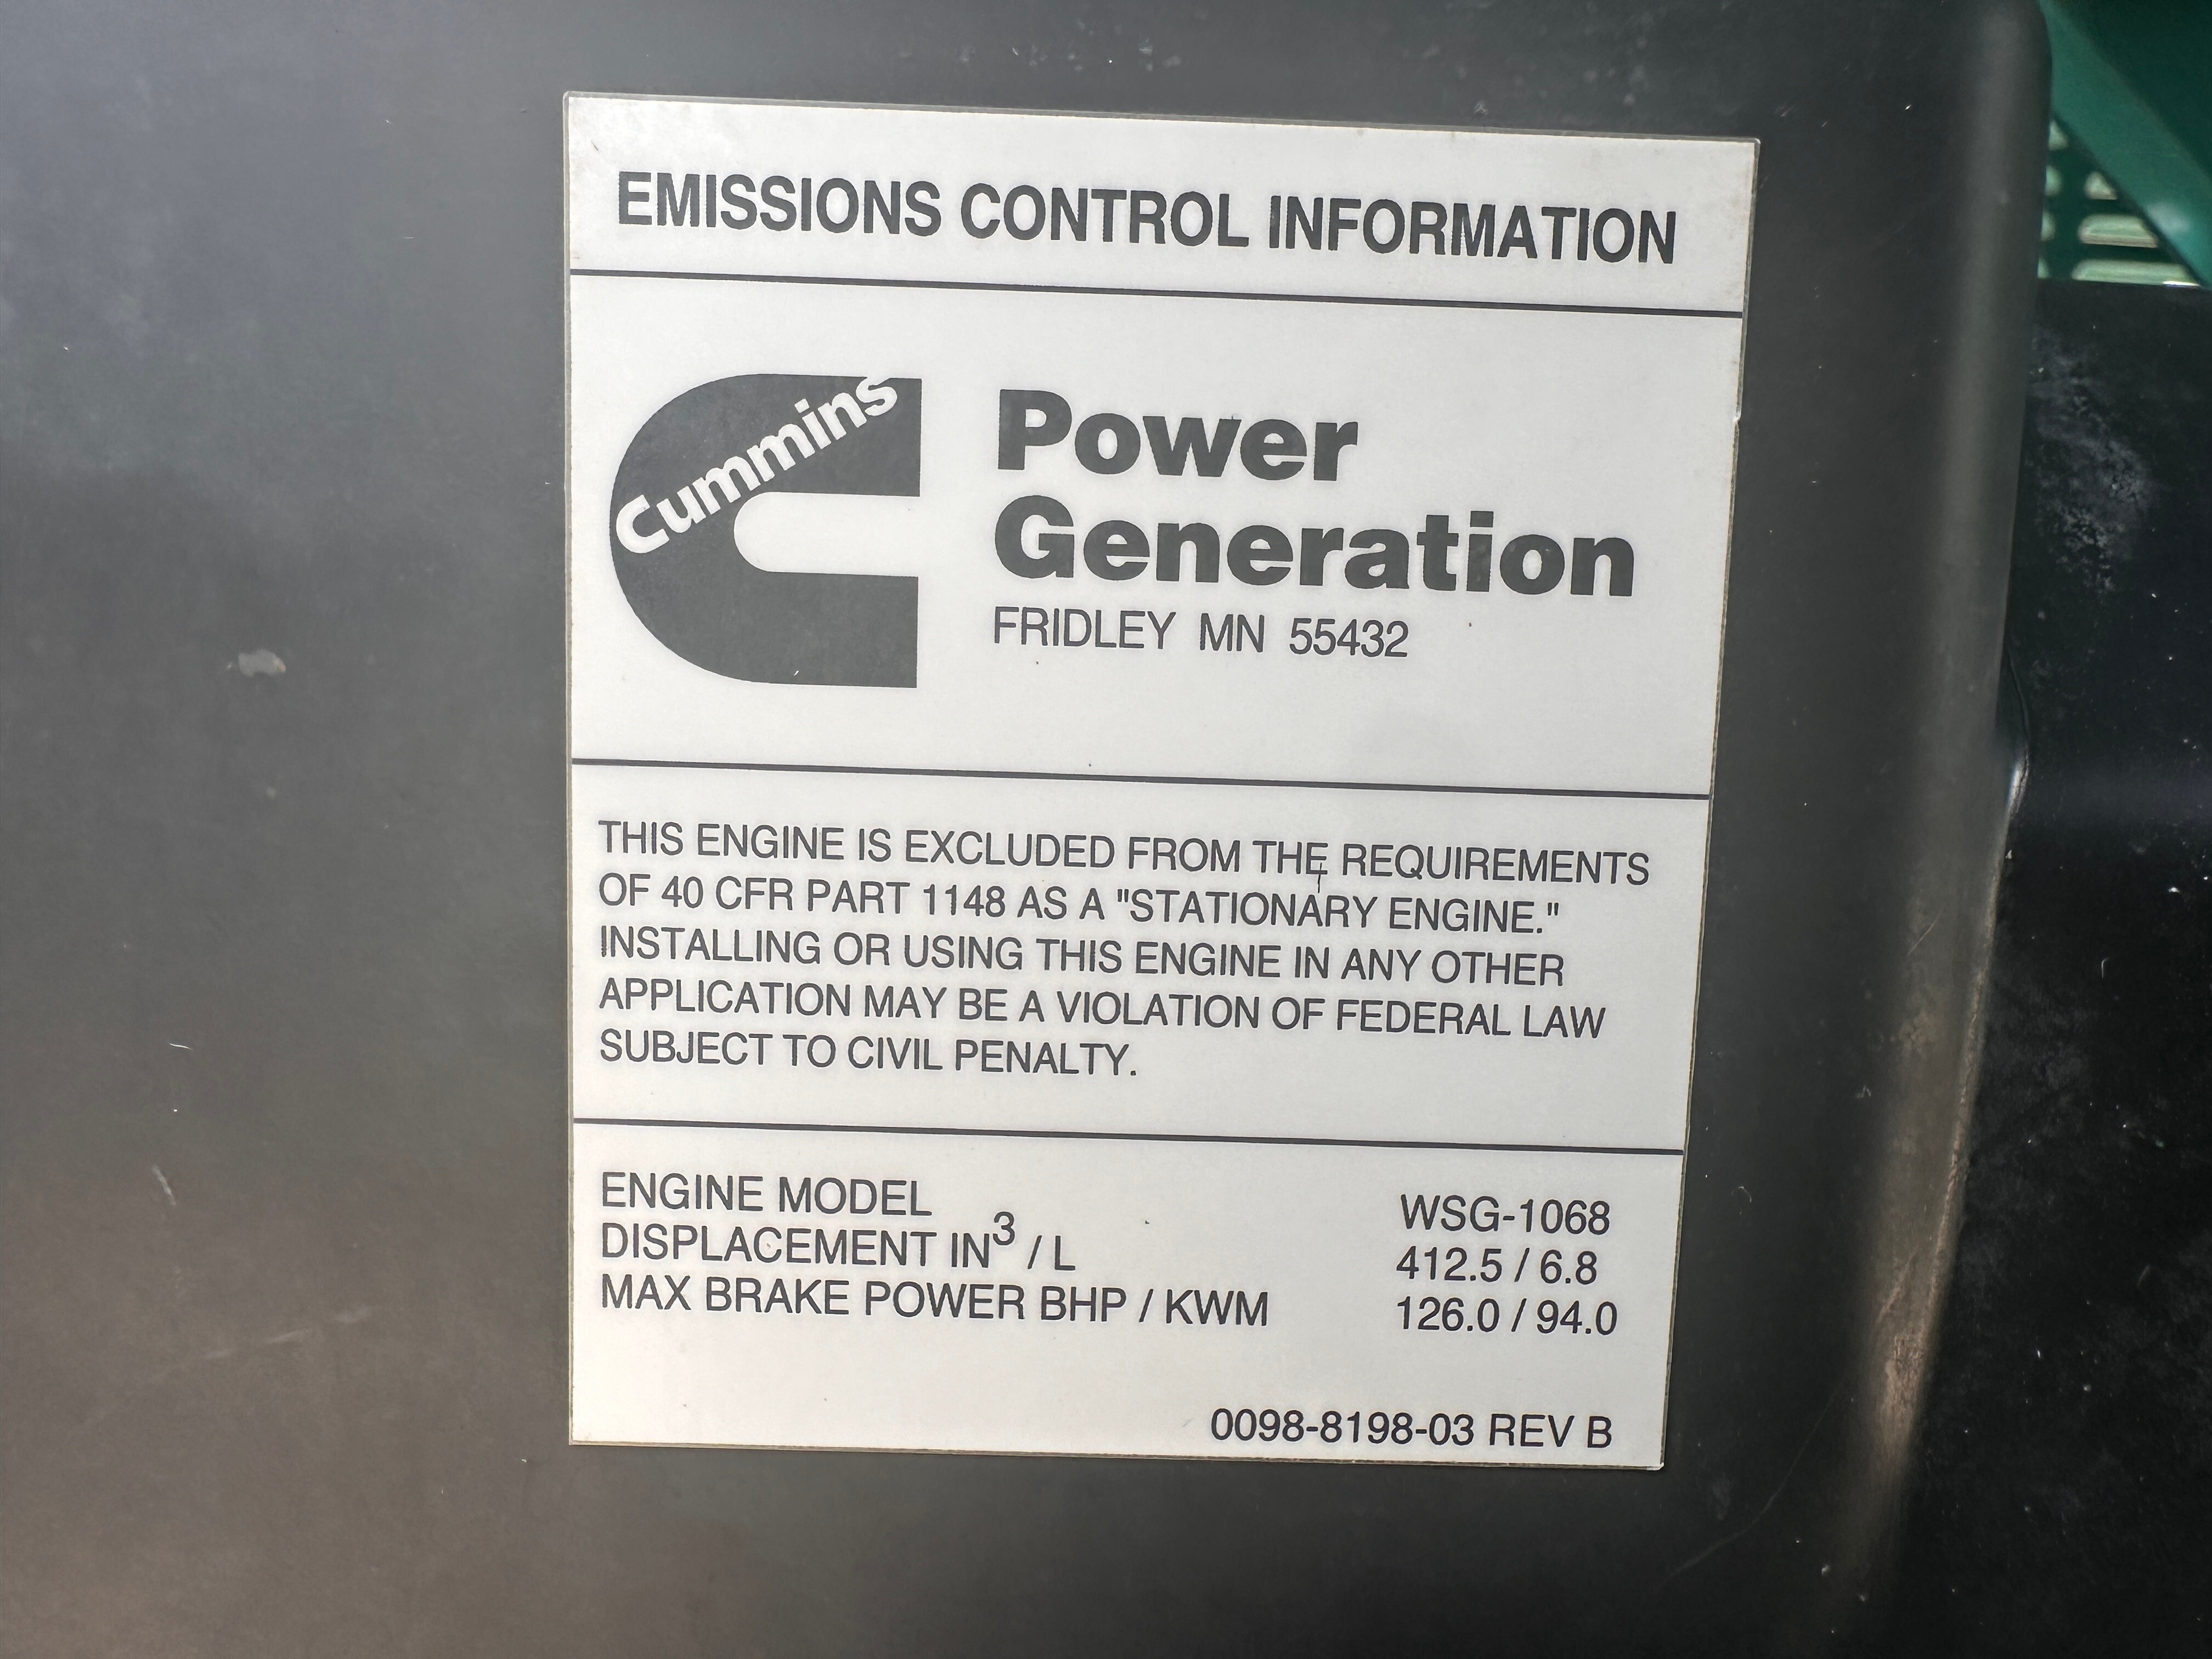 EMISSIONS CONTROL INFORMATION
Cummins
Power
Generation
FRIDLEY MN 55432
THIS ENGINE IS EXCLUDED FROM THE REQUIREMENTS
OF 40 CFR PART 1148 AS A "STATIONARY ENGINE."
INSTALLING OR USING THIS ENGINE IN ANY OTHER
APPLICATION MAY BE A VIOLATION OF FEDERAL LAW
SUBJECT TO CIVIL PENALTY.
ENGINE MODEL WSG-1068
DISPLACEMENT IN³ / L 412.5 / 6.8
MAX BRAKE POWER BHP / KWM 126.0 / 94.0
0098-8198-03 REV B